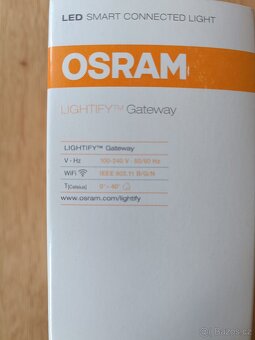 LED SMART CONNECTED LIGHT
OSRAM
LIGHTIFY™ Gateway
LIGHTIFY™ Gateway
V - Hz 100-240 V 50/60 Hz
WiFi IEEE 802.11 B/G/N
T[Celsius] 0°- 40°
www.osram.com/lightify